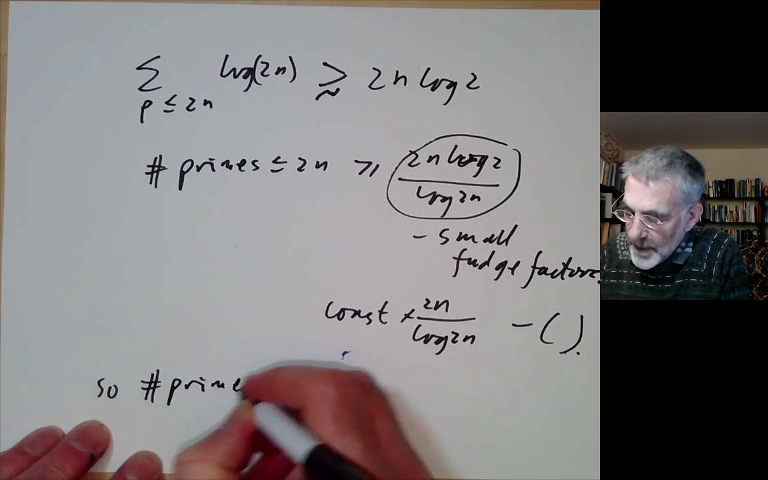 ∑ log(2n) ≳ 2n log 2
p ≤ 2n
# primes ≤ 2n ≥ 2n log 2 / log 2n
- small
fudge factors
const × 2n / log 2n - ( ).
so # prime